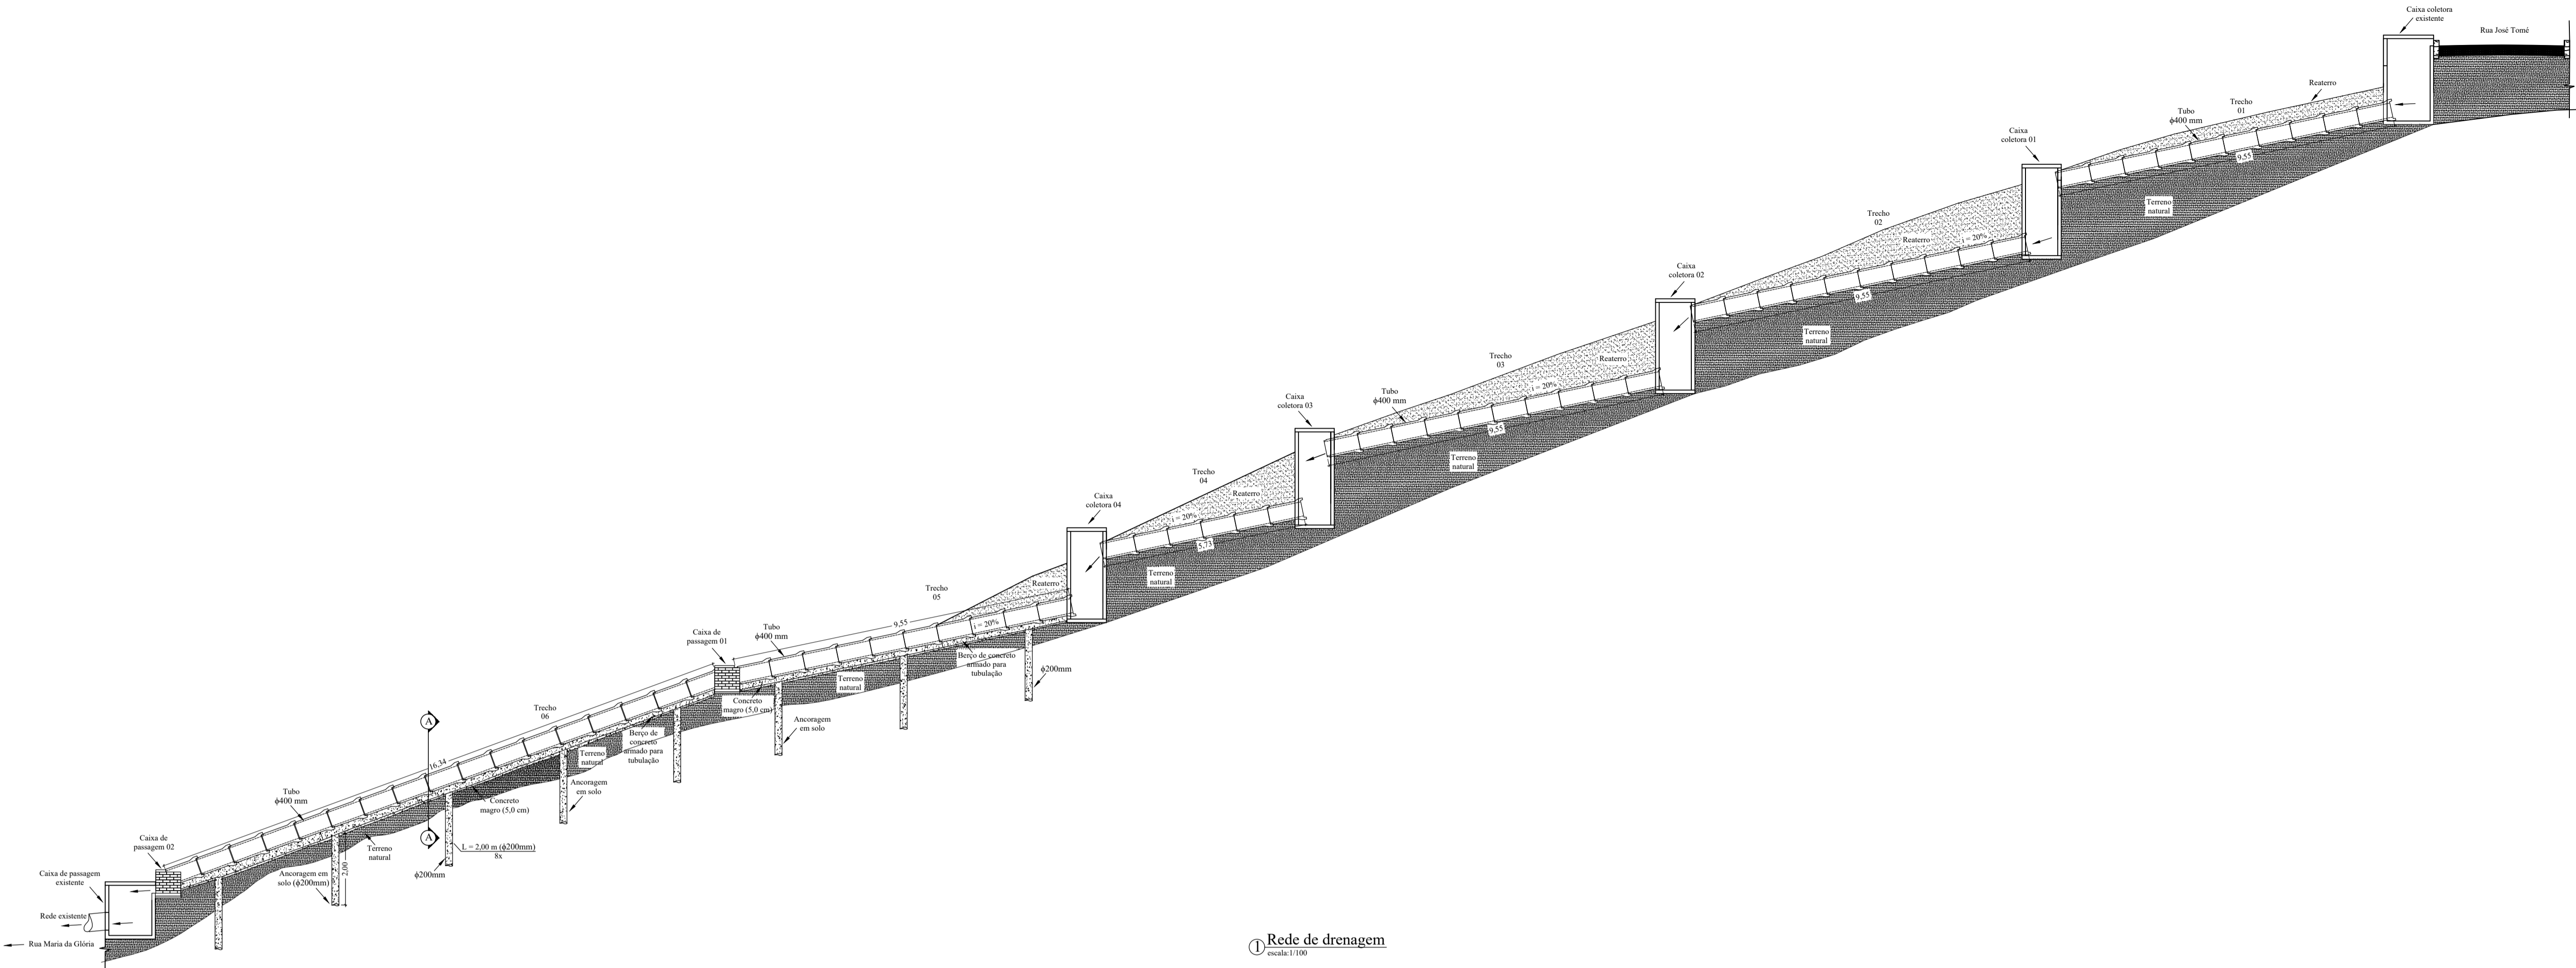 Caixa coletora
existente
Rua José Tomé
Reaterro
Trecho
01
Tubo
ϕ400 mm
9,55
Caixa
coletora 01
Terreno
natural
Trecho
02
Reaterro
i = 20%
9,55
Caixa
coletora 02
Terreno
natural
Trecho
03
Reaterro
i = 20%
Tubo
ϕ400 mm
9,55
Caixa
coletora 03
Terreno
natural
Trecho
04
Reaterro
i = 20%
5,73
Caixa
coletora 04
Terreno
natural
Trecho
05
Reaterro
9,55
i = 20%
Tubo
ϕ400 mm
Caixa de
passagem 01
Berço de concreto
armado para
tubulação
ϕ200mm
Terreno
natural
Concreto
magro (5,0 cm)
Ancoragem
em solo
Trecho
06
A
Berço de
concreto
armado para
tubulação
Terreno
natural
16,34
Ancoragem
em solo
Tubo
ϕ400 mm
Concreto
magro (5,0 cm)
A
Caixa de
passagem 02
Terreno
natural
L = 2,00 m (ϕ200mm)
8x
2,00
ϕ200mm
Ancoragem em
solo (ϕ200mm)
Caixa de passagem
existente
Rede existente
Rua Maria da Glória
1 Rede de drenagem
escala:1/100